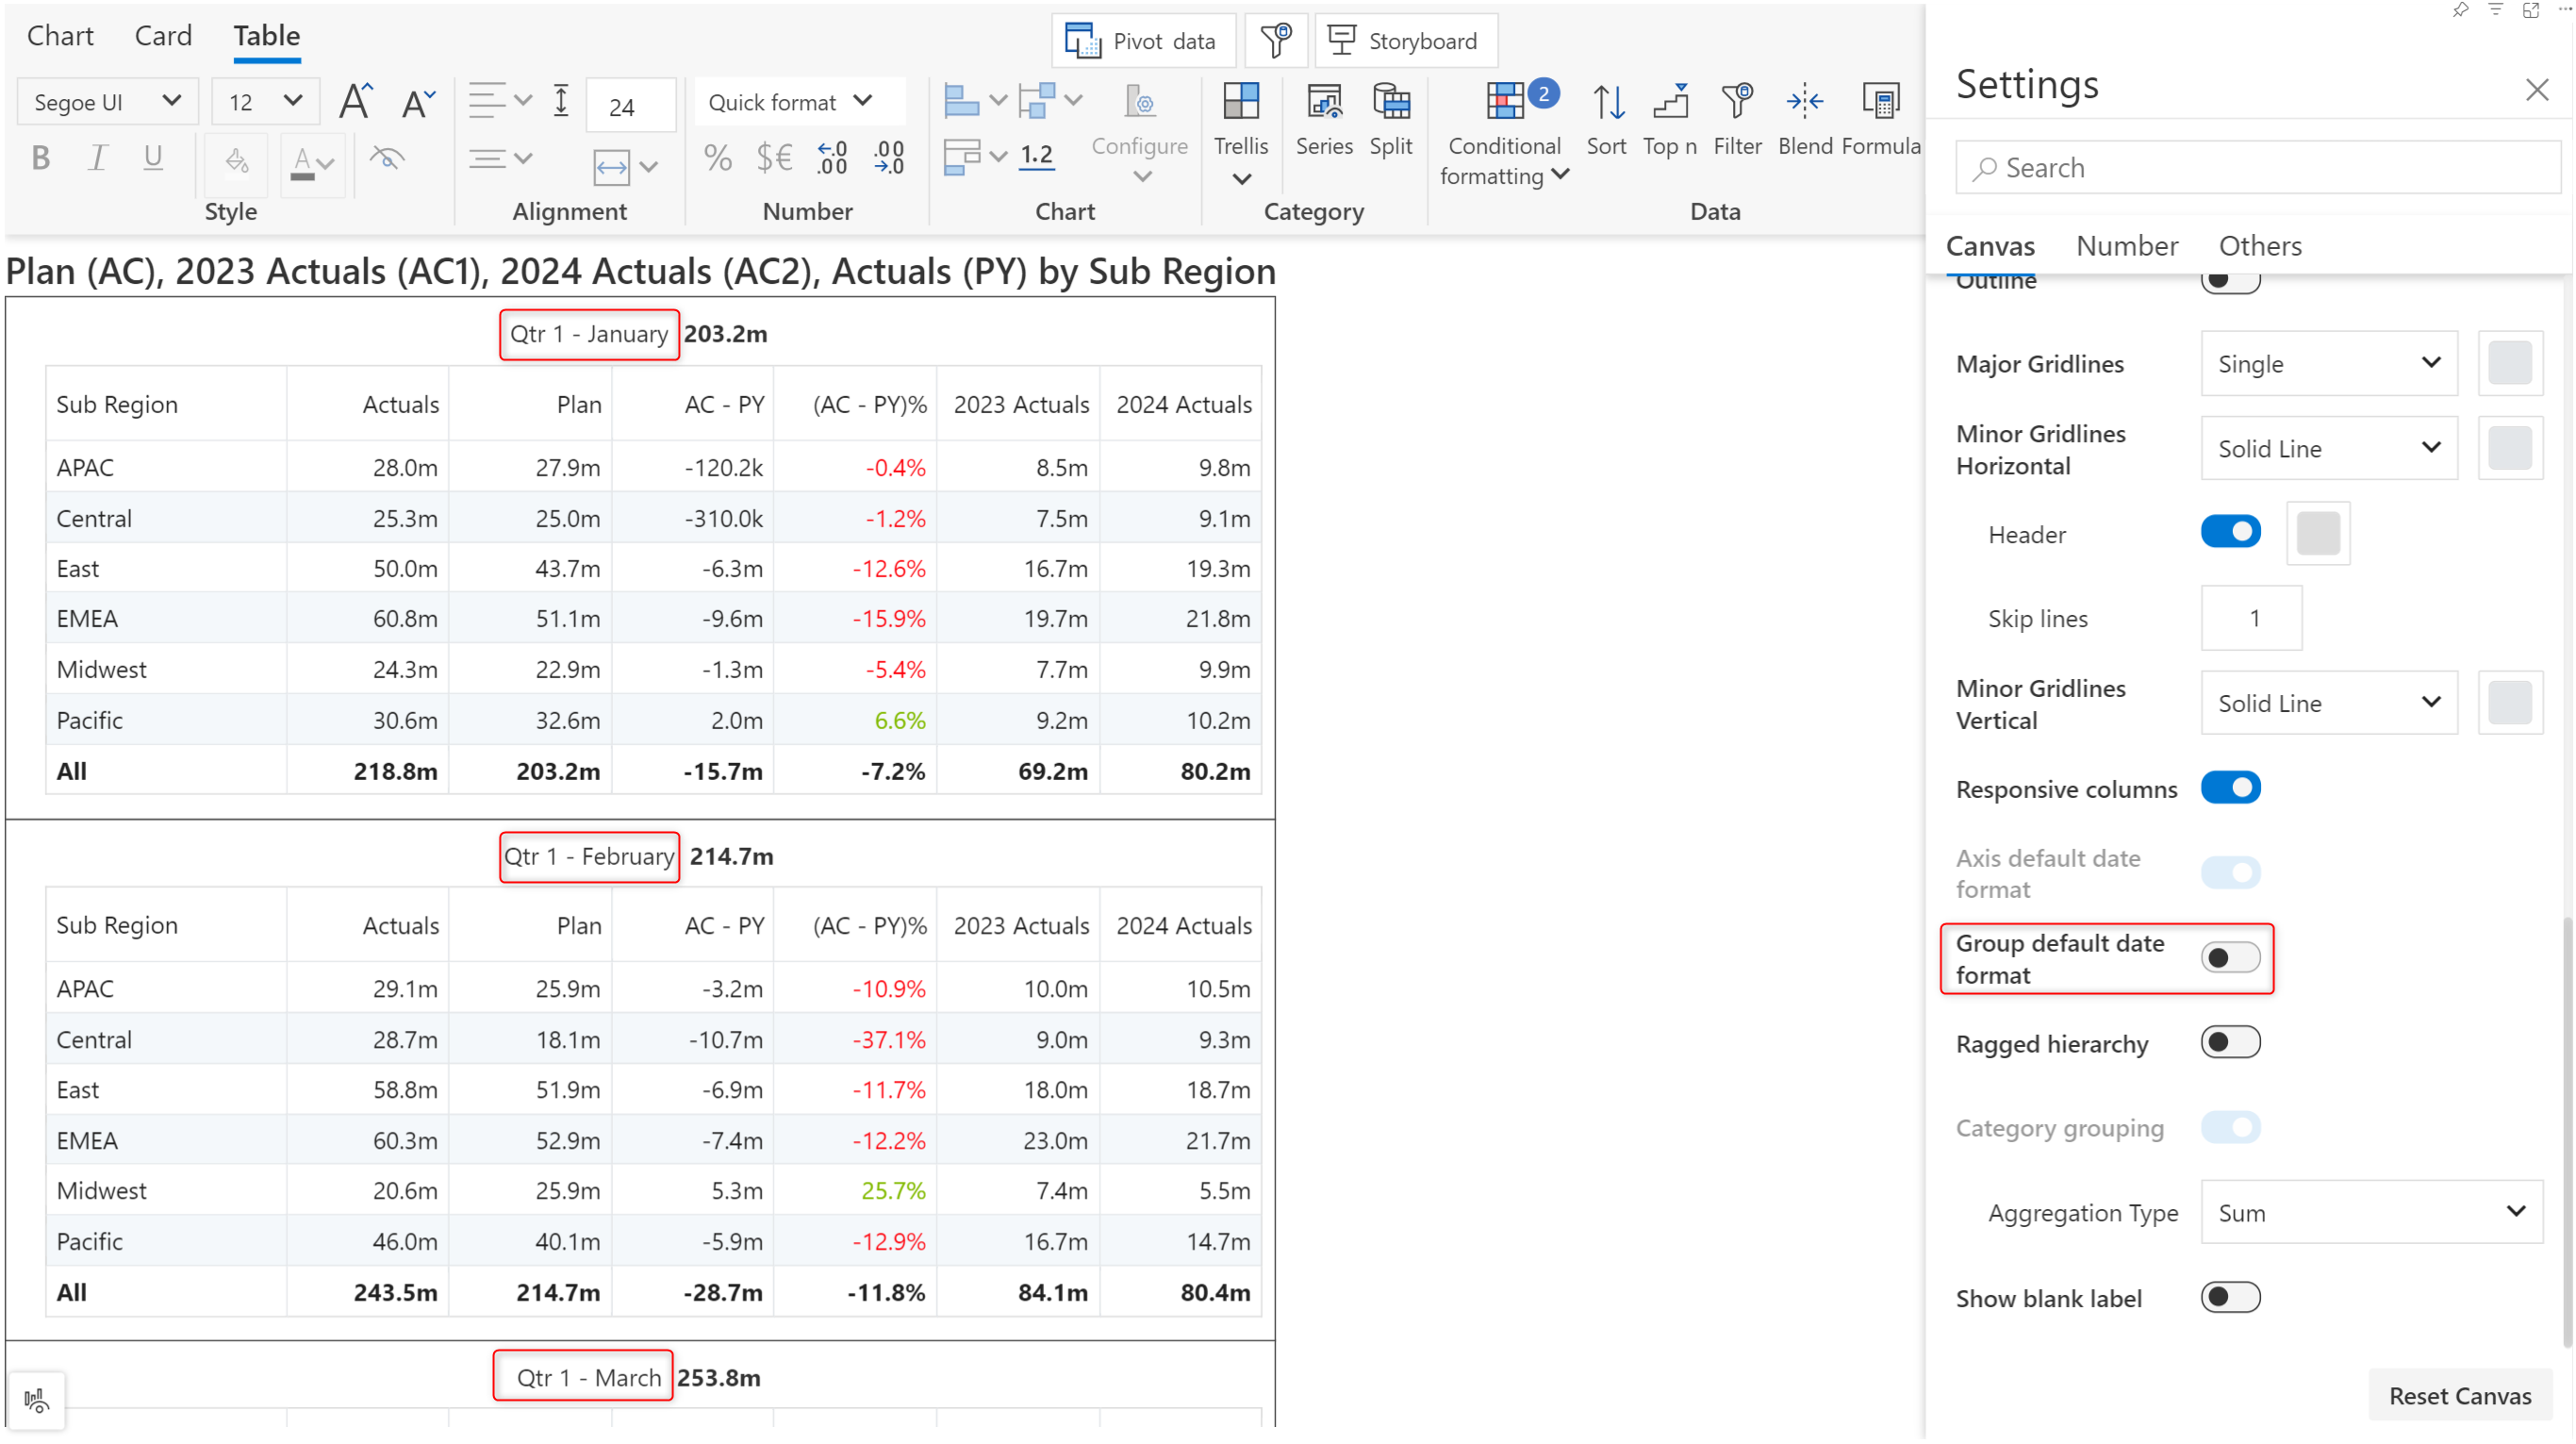 Chart Card Table
Pivot data
Storyboard
Segoe UI 12 A A 24 Quick format
Configure
Trellis Series Split
Conditional formatting 2
Sort Top n Filter Blend Formula
B I U A % $€ .00 .00 1.2
Style Alignment Number Chart Category Data
Plan (AC), 2023 Actuals (AC1), 2024 Actuals (AC2), Actuals (PY) by Sub Region
Qtr 1 - January 203.2m
Sub Region Actuals Plan AC - PY (AC - PY)% 2023 Actuals 2024 Actuals
APAC 28.0m 27.9m -120.2k -0.4% 8.5m 9.8m
Central 25.3m 25.0m -310.0k -1.2% 7.5m 9.1m
East 50.0m 43.7m -6.3m -12.6% 16.7m 19.3m
EMEA 60.8m 51.1m -9.6m -15.9% 19.7m 21.8m
Midwest 24.3m 22.9m -1.3m -5.4% 7.7m 9.9m
Pacific 30.6m 32.6m 2.0m 6.6% 9.2m 10.2m
All 218.8m 203.2m -15.7m -7.2% 69.2m 80.2m
Qtr 1 - February 214.7m
Sub Region Actuals Plan AC - PY (AC - PY)% 2023 Actuals 2024 Actuals
APAC 29.1m 25.9m -3.2m -10.9% 10.0m 10.5m
Central 28.7m 18.1m -10.7m -37.1% 9.0m 9.3m
East 58.8m 51.9m -6.9m -11.7% 18.0m 18.7m
EMEA 60.3m 52.9m -7.4m -12.2% 23.0m 21.7m
Midwest 20.6m 25.9m 5.3m 25.7% 7.4m 5.5m
Pacific 46.0m 40.1m -5.9m -12.9% 16.7m 14.7m
All 243.5m 214.7m -28.7m -11.8% 84.1m 80.4m
Qtr 1 - March 253.8m
Settings
Search
Canvas Number Others
Outline
Major Gridlines Single
Minor Gridlines
Horizontal Solid Line
Header
Skip lines 1
Minor Gridlines
Vertical Solid Line
Responsive columns
Axis default date
format
Group default date
format
Ragged hierarchy
Category grouping
Aggregation Type Sum
Show blank label
Reset Canvas